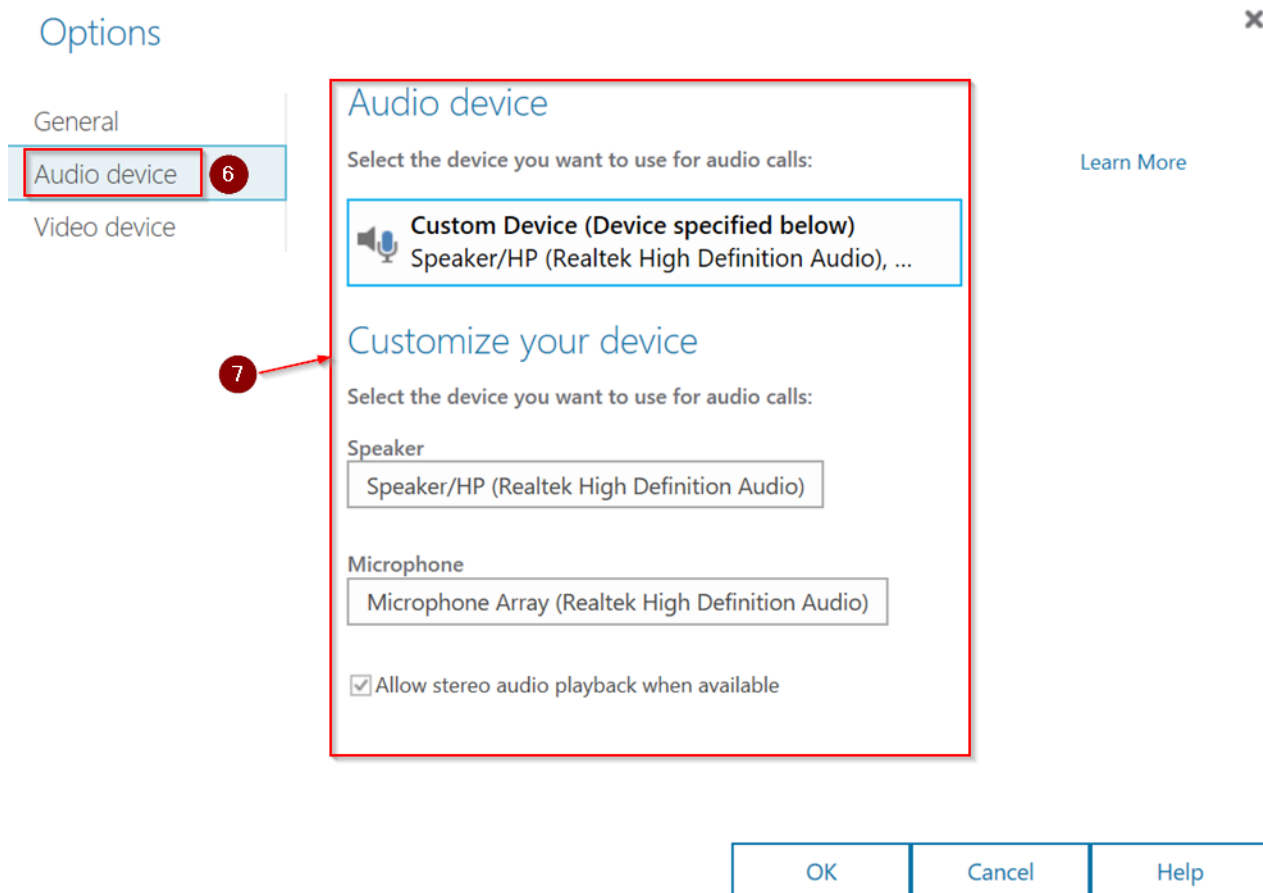 Options
General
Audio device
6
Video device
Audio device
Select the device you want to use for audio calls:
Learn More
Custom Device (Device specified below)
Speaker/HP (Realtek High Definition Audio), ...
Customize your device
7
Select the device you want to use for audio calls:
Speaker
Speaker/HP (Realtek High Definition Audio)
Microphone
Microphone Array (Realtek High Definition Audio)
Allow stereo audio playback when available
OK
Cancel
Help